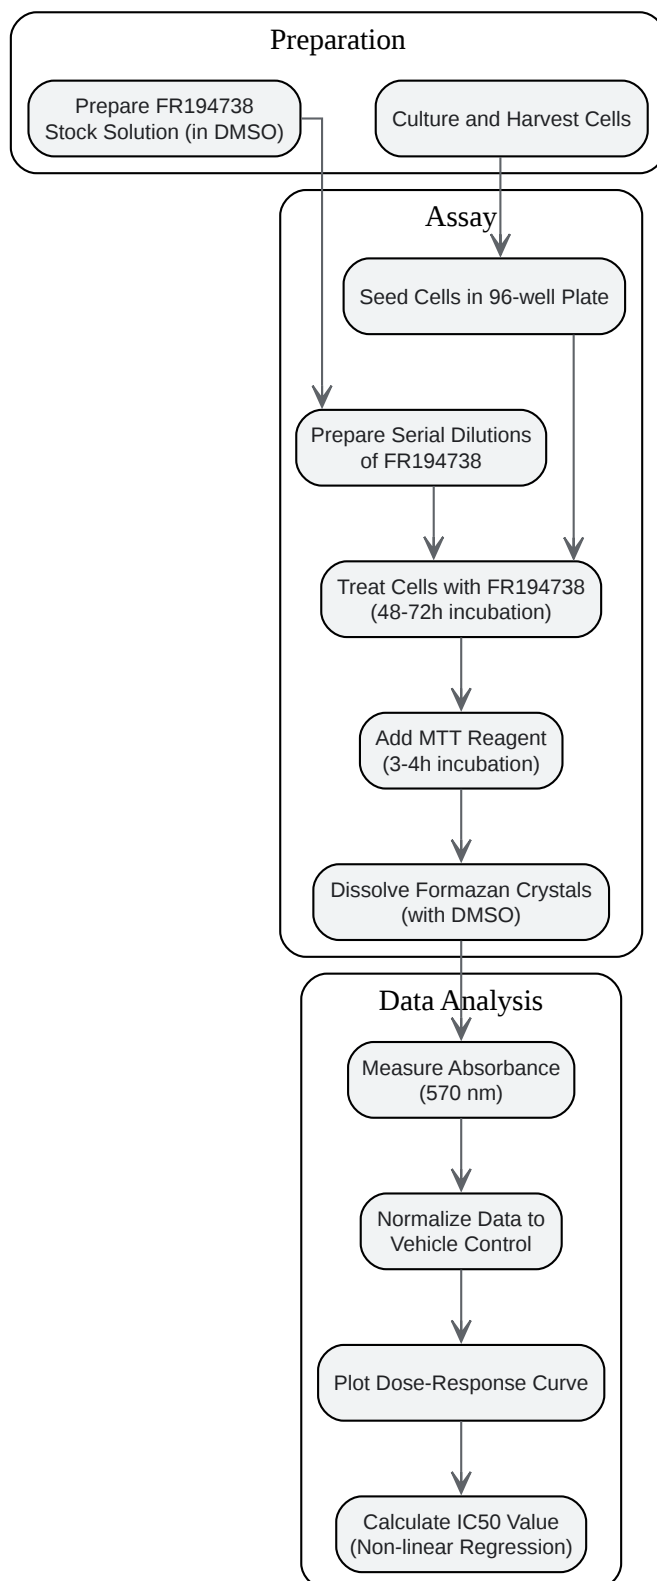 Preparation
Prepare FR194738
Stock Solution (in DMSO)
Culture and Harvest Cells
Assay
Seed Cells in 96-well Plate
Prepare Serial Dilutions
of FR194738
Treat Cells with FR194738
(48-72h incubation)
Add MTT Reagent
(3-4h incubation)
Dissolve Formazan Crystals
(with DMSO)
Data Analysis
Measure Absorbance
(570 nm)
Normalize Data to
Vehicle Control
Plot Dose-Response Curve
Calculate IC50 Value
(Non-linear Regression)